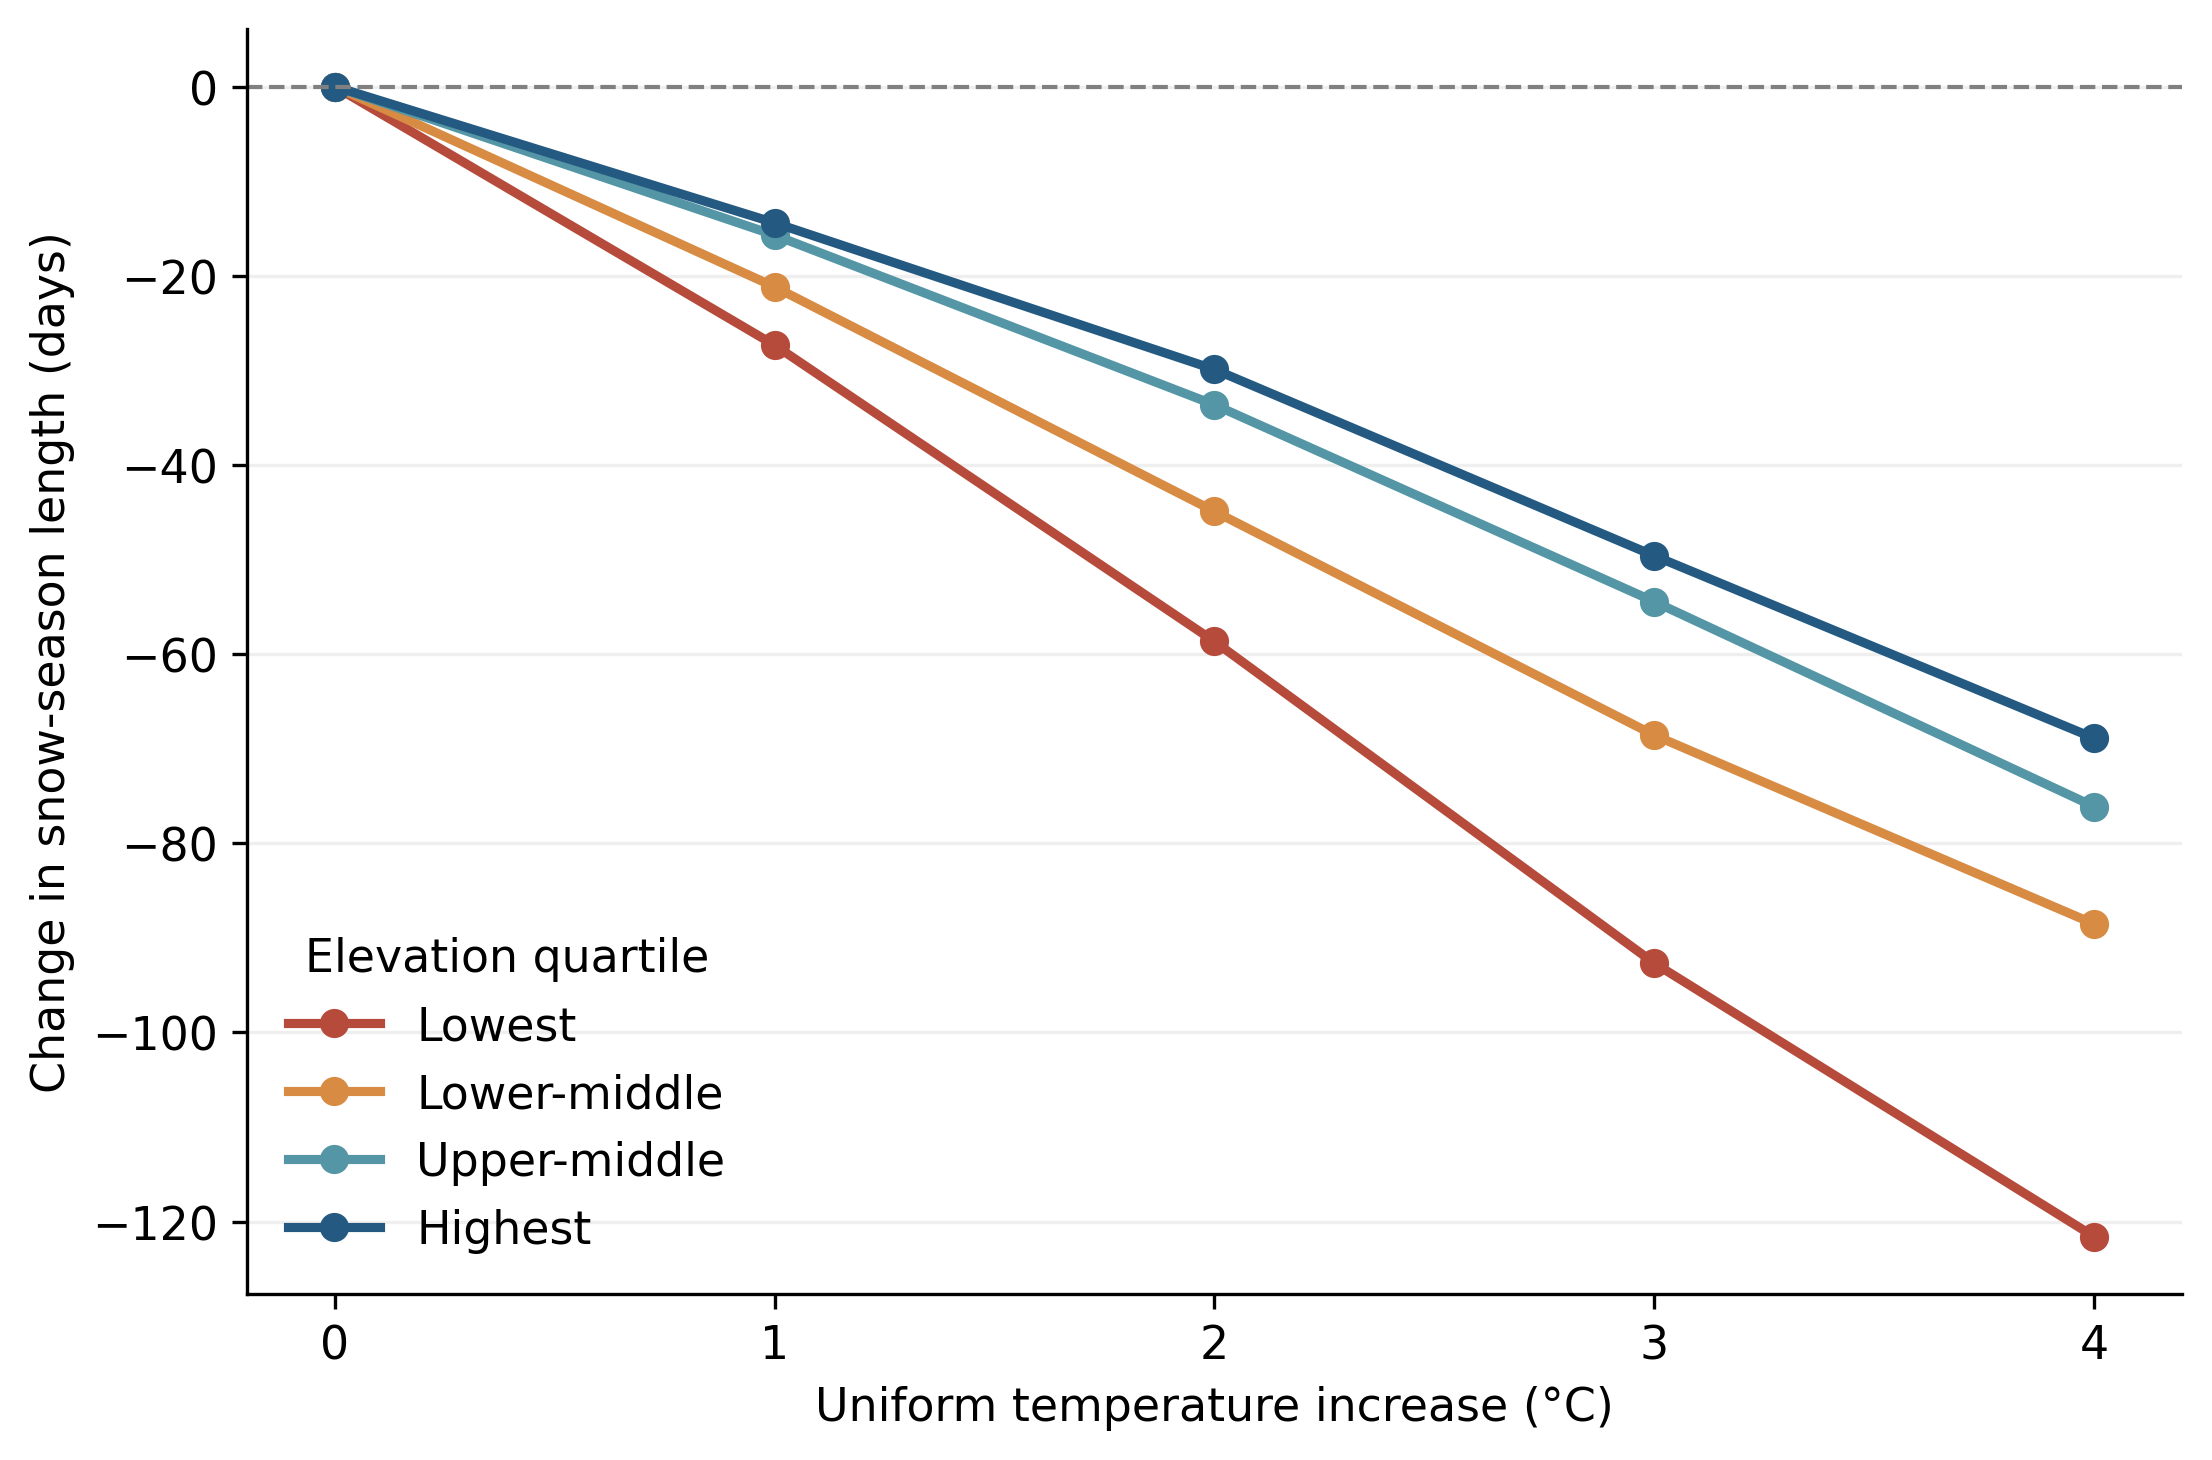 Change in snow-season length (days)
0
−20
−40
−60
−80
−100
−120
Elevation quartile
Lowest
Lower-middle
Upper-middle
Highest
0 1 2 3 4
Uniform temperature increase (°C)